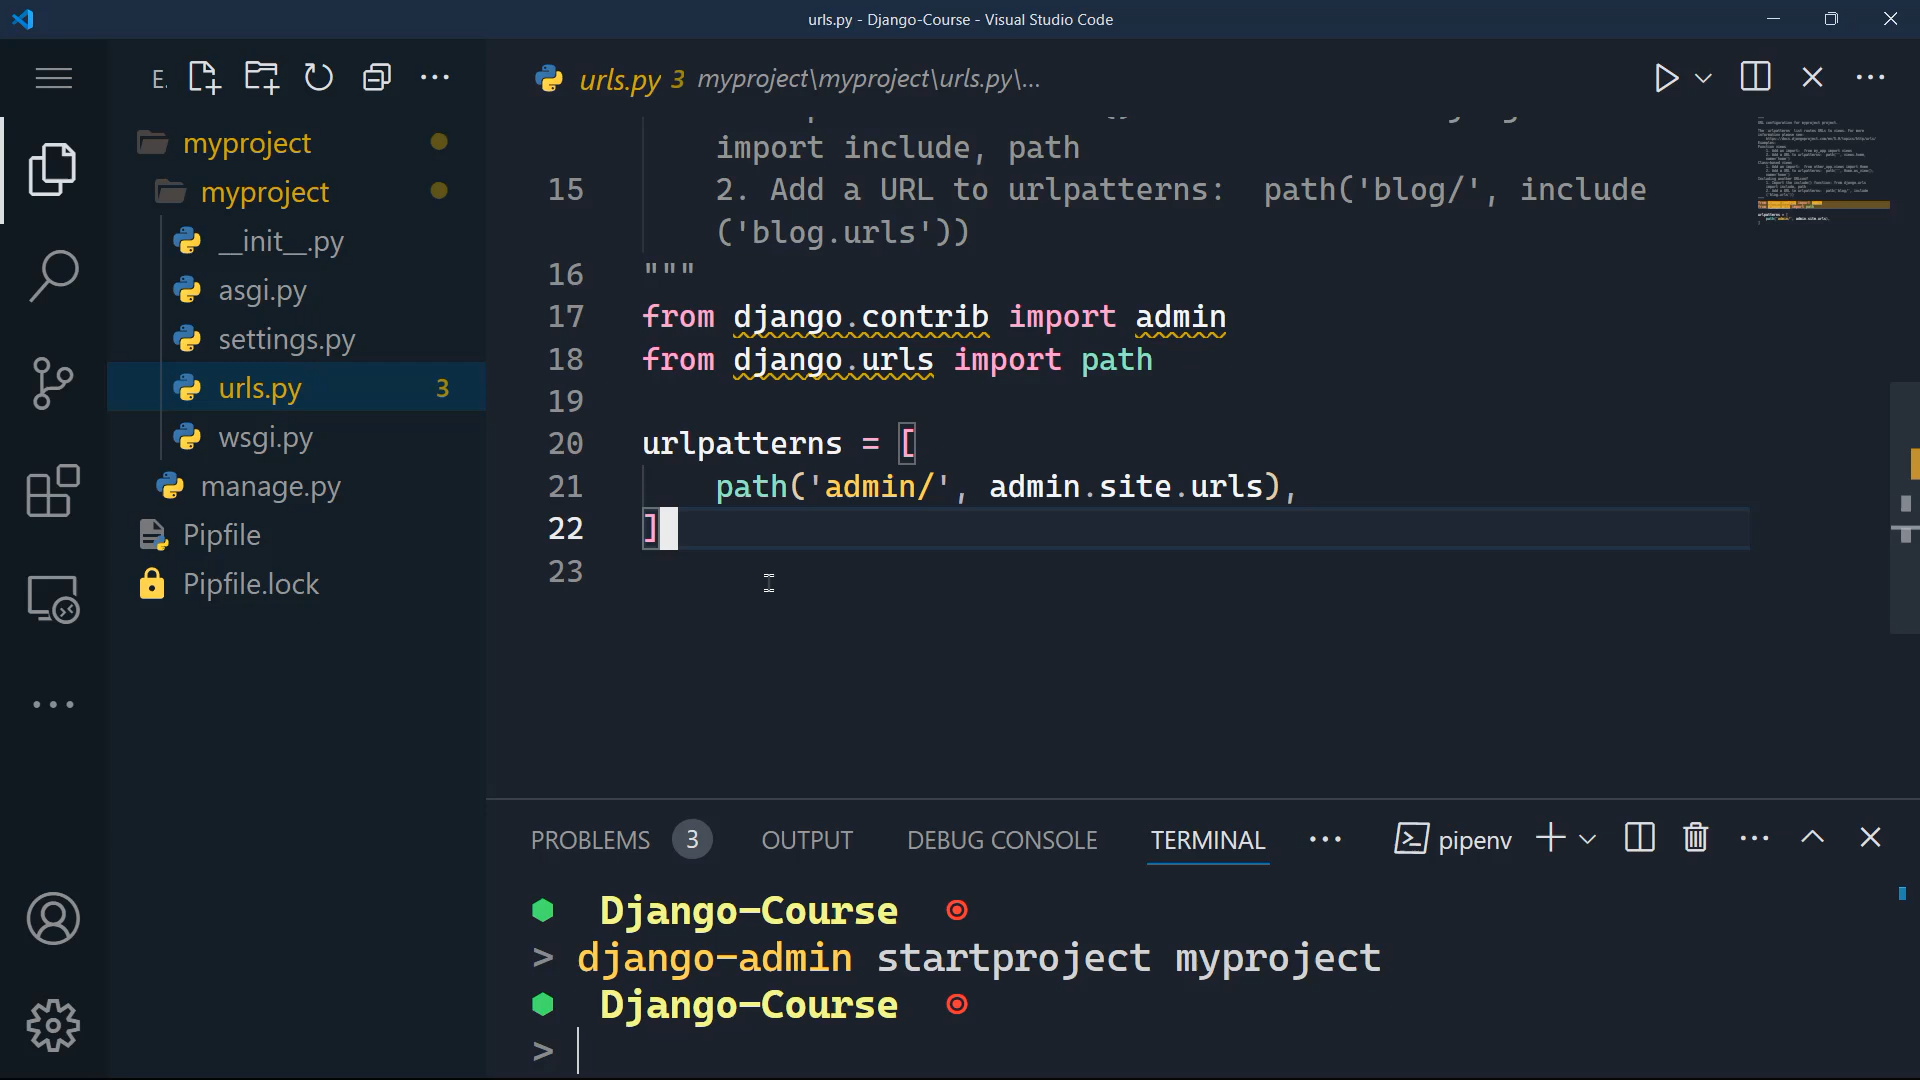 urls.py - Django-Course - Visual Studio Code
E.
urls.py 3 myproject\myproject\urls.py\...
myproject
myproject
__init__.py
asgi.py
settings.py
urls.py 3
wsgi.py
manage.py
Pipfile
Pipfile.lock
import include, path
15 2. Add a URL to urlpatterns:  path('blog/', include
('blog.urls'))
16 """
17 from django.contrib import admin
18 from django.urls import path
19
20 urlpatterns = [
21 path('admin/', admin.site.urls),
22 ]
23
PROBLEMS 3 OUTPUT DEBUG CONSOLE TERMINAL ... pipenv
Django-Course
> django-admin startproject myproject
Django-Course
>